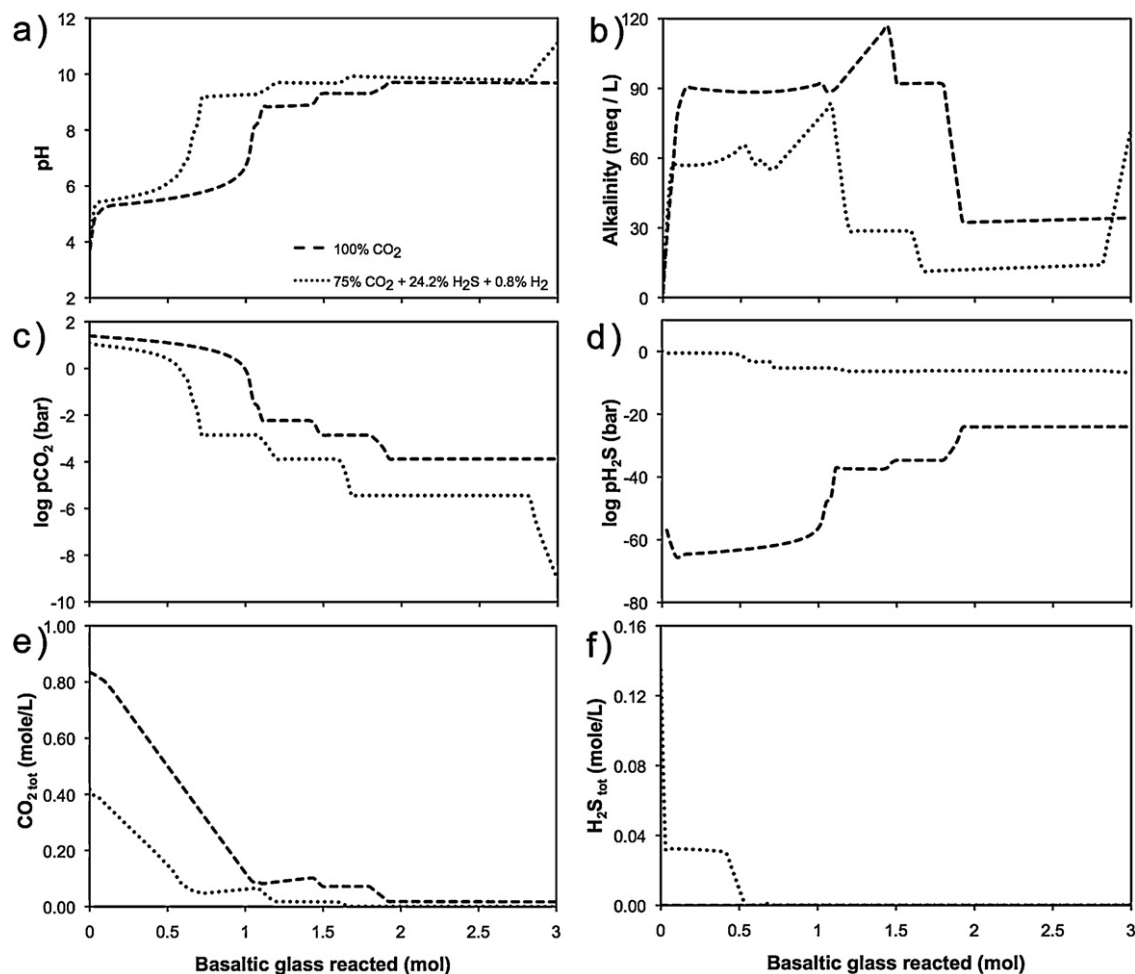 a)
12
10
8
6
4
2
pH
100% CO2
75% CO2 + 24.2% H2S + 0.8% H2
b)
120
90
60
30
0
Alkalinity (meq / L)
c)
2
0
-2
-4
-6
-8
-10
log pCO2 (bar)
d)
0
-20
-40
-60
-80
log pH2S (bar)
e)
1.00
0.80
0.60
0.40
0.20
0.00
CO2 tot (mole/L)
0 0.5 1 1.5 2 2.5 3
Basaltic glass reacted (mol)
f)
0.16
0.12
0.08
0.04
0.00
H2S tot (mole/L)
0 0.5 1 1.5 2 2.5 3
Basaltic glass reacted (mol)